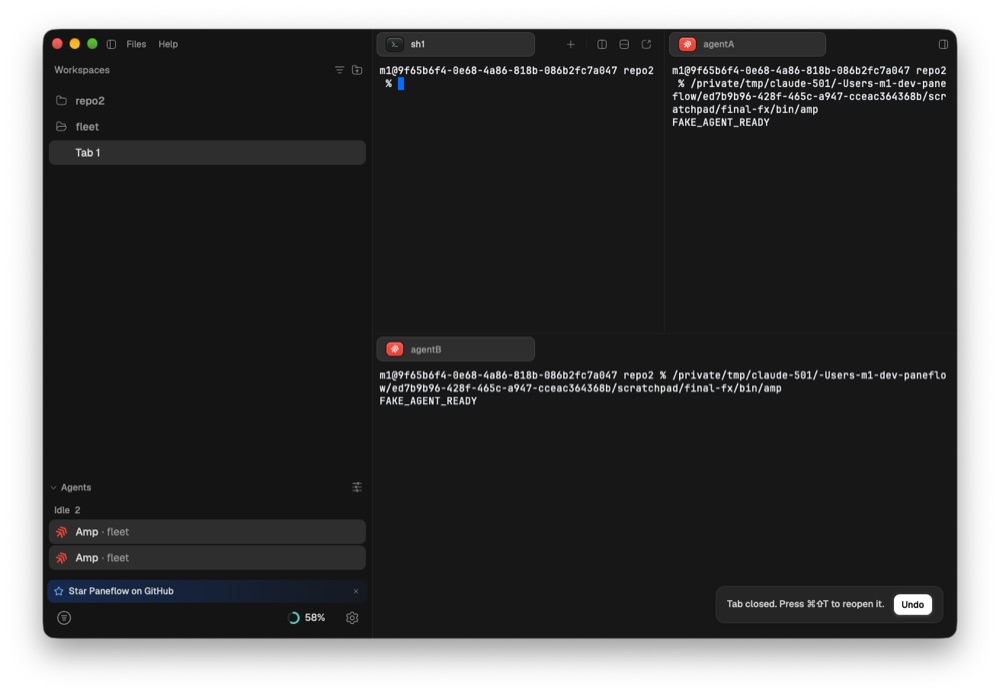 Files Help
Workspaces
repo2
fleet
Tab 1
sh1
m1@9f65b6f4-0e68-4a86-818b-086b2fc7a047 repo2
% 
agentA
m1@9f65b6f4-0e68-4a86-818b-086b2fc7a047 repo2
% /private/tmp/claude-501/-Users-m1-dev-pane
flow/ed7b9b96-428f-465c-a947-cceac364368b/scr
atchpad/final-fx/bin/amp
FAKE_AGENT_READY
agentB
m1@9f65b6f4-0e68-4a86-818b-086b2fc7a047 repo2 % /private/tmp/claude-501/-Users-m1-dev-paneflo
w/ed7b9b96-428f-465c-a947-cceac364368b/scratchpad/final-fx/bin/amp
FAKE_AGENT_READY
Agents
Idle 2
Amp · fleet
Amp · fleet
Star Paneflow on GitHub
58%
Tab closed. Press ⌘⇧T to reopen it. Undo